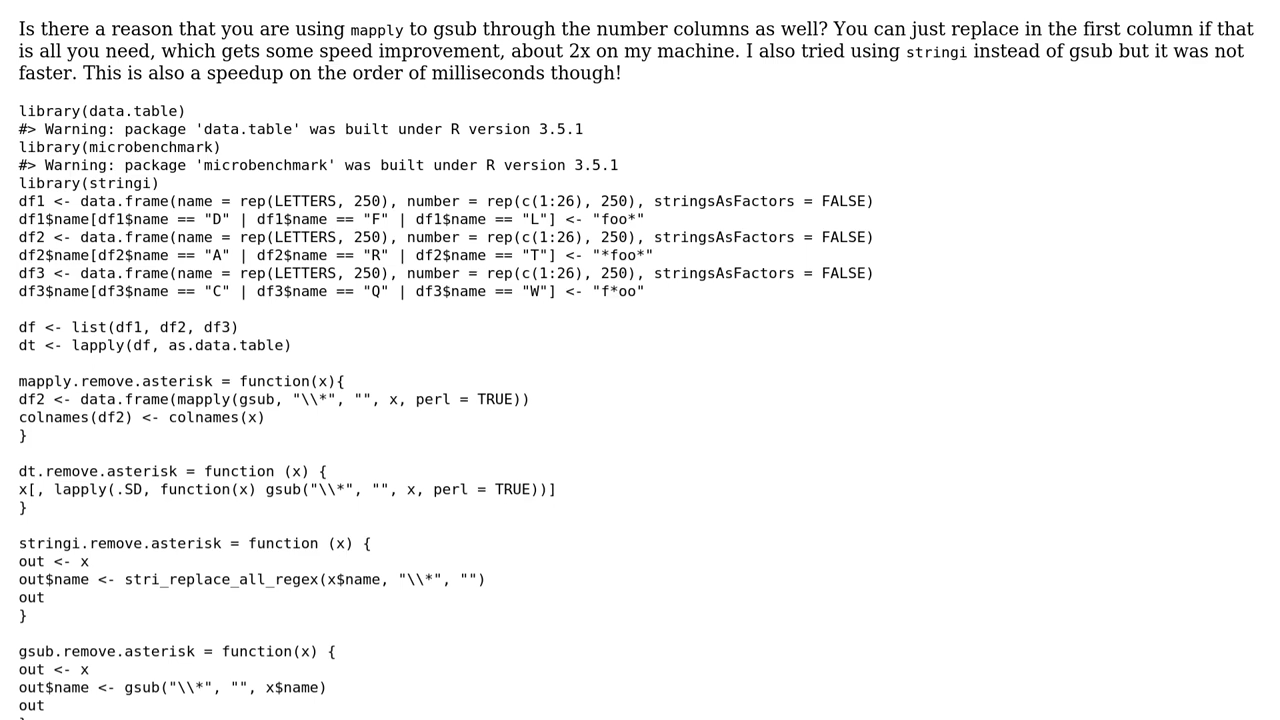 Is there a reason that you are using mapply to gsub through the number columns as well? You can just replace in the first column if that
is all you need, which gets some speed improvement, about 2x on my machine. I also tried using stringi instead of gsub but it was not
faster. This is also a speedup on the order of milliseconds though!
library(data.table)
#> Warning: package 'data.table' was built under R version 3.5.1
library(microbenchmark)
#> Warning: package 'microbenchmark' was built under R version 3.5.1
library(stringi)
df1 <- data.frame(name = rep(LETTERS, 250), number = rep(c(1:26), 250), stringsAsFactors = FALSE)
df1$name[df1$name == "D" | df1$name == "F" | df1$name == "L"] <- "foo*"
df2 <- data.frame(name = rep(LETTERS, 250), number = rep(c(1:26), 250), stringsAsFactors = FALSE)
df2$name[df2$name == "A" | df2$name == "R" | df2$name == "T"] <- "*foo*"
df3 <- data.frame(name = rep(LETTERS, 250), number = rep(c(1:26), 250), stringsAsFactors = FALSE)
df3$name[df3$name == "C" | df3$name == "Q" | df3$name == "W"] <- "f*oo"
df <- list(df1, df2, df3)
dt <- lapply(df, as.data.table)
mapply.remove.asterisk = function(x){
df2 <- data.frame(mapply(gsub, "\\*", "", x, perl = TRUE))
colnames(df2) <- colnames(x)
}
dt.remove.asterisk = function (x) {
x[, lapply(.SD, function(x) gsub("\\*", "", x, perl = TRUE))]
}
stringi.remove.asterisk = function (x) {
out <- x
out$name <- stri_replace_all_regex(x$name, "\\*", "")
out
}
gsub.remove.asterisk = function(x) {
out <- x
out$name <- gsub("\\*", "", x$name)
out
}